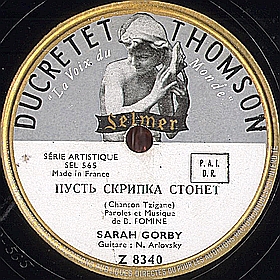 DUCRETET THOMSON
"La Voix du Monde"
Selmer
SÉRIE ARTISTIQUE
SEL 565
Made in France
P.A.I.
D.R.
ПУСТЬ СКРИПКА СТОНЕТ
(Chanson Tzigane)
Paroles et Musique
de D. FOMINE
SARAH GORBY
Guitare : N. Arlovsky
Z 8340